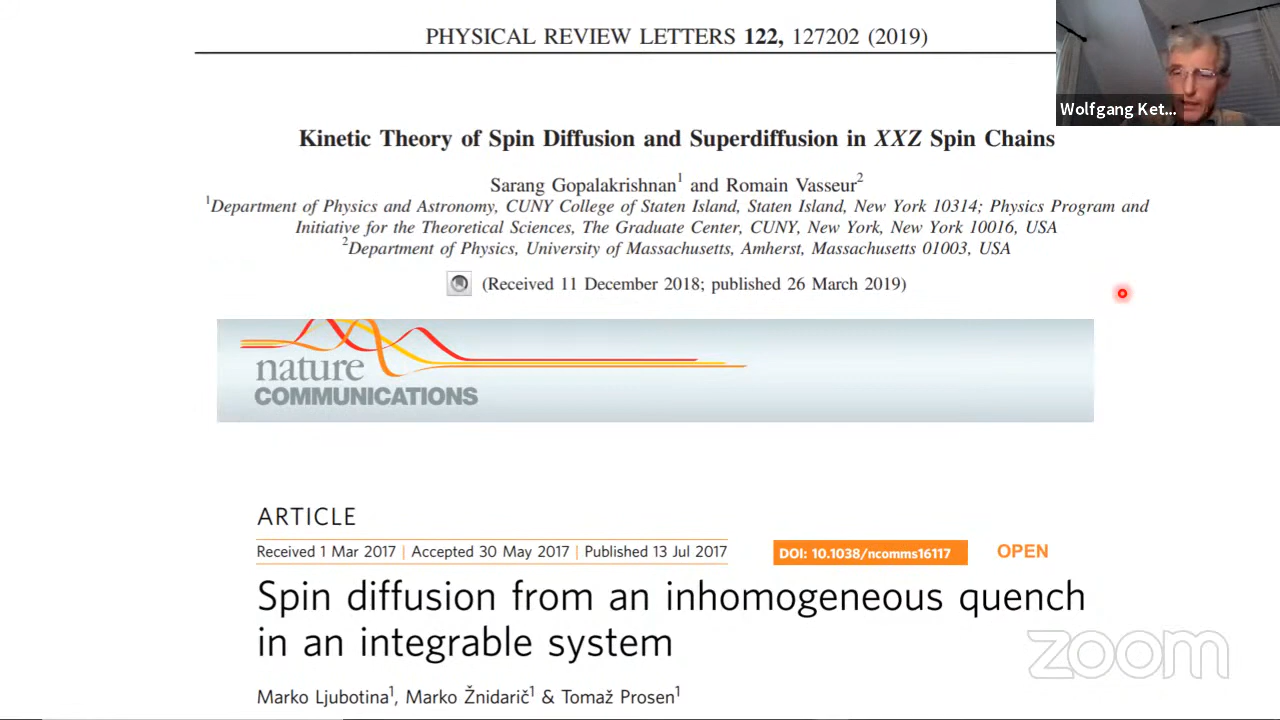 PHYSICAL REVIEW LETTERS 122, 127202 (2019)
Wolfgang Ket...
Kinetic Theory of Spin Diffusion and Superdiffusion in XXZ Spin Chains
Sarang Gopalakrishnan1 and Romain Vasseur2
1Department of Physics and Astronomy, CUNY College of Staten Island, Staten Island, New York 10314; Physics Program and
Initiative for the Theoretical Sciences, The Graduate Center, CUNY, New York, New York 10016, USA
2Department of Physics, University of Massachusetts, Amherst, Massachusetts 01003, USA
(Received 11 December 2018; published 26 March 2019)
nature
COMMUNICATIONS
ARTICLE
Received 1 Mar 2017 | Accepted 30 May 2017 | Published 13 Jul 2017 DOI: 10.1038/ncomms16117 OPEN
Spin diffusion from an inhomogeneous quench
in an integrable system
zoom
Marko Ljubotina1, Marko Žnidarič1 & Tomaž Prosen1